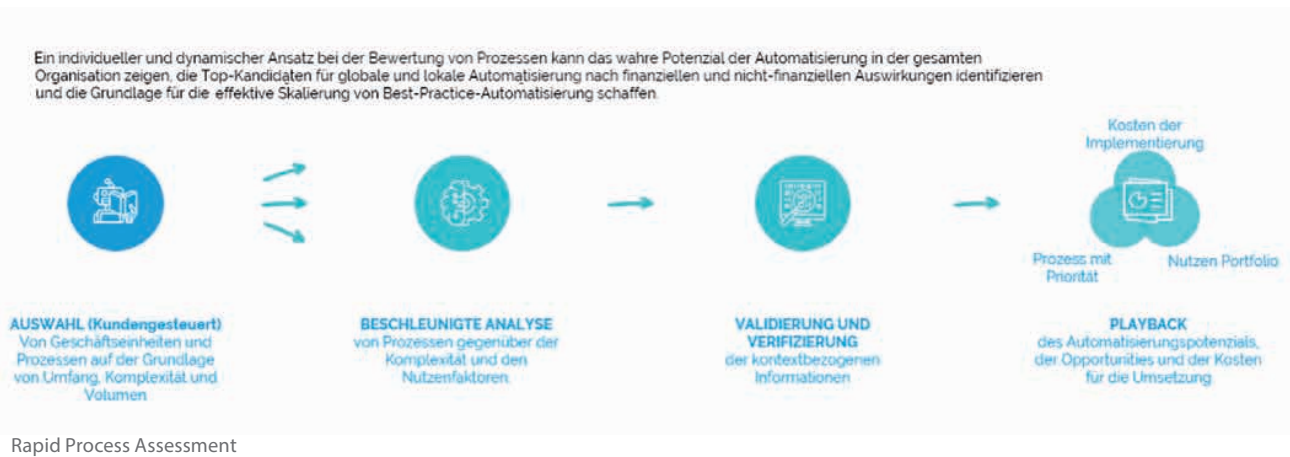 Ein individueller und dynamischer Ansatz bei der Bewertung von Prozessen kann das wahre Potenzial der Automatisierung in der gesamten
Organisation zeigen, die Top-Kandidaten für globale und lokale Automatisierung nach finanziellen und nicht-finanziellen Auswirkungen identifizieren
und die Grundlage für die effektive Skalierung von Best-Practice-Automatisierung schaffen.
Kosten der
Implementierung
Prozess mit
Priorität
Nutzen Portfolio
AUSWAHL (Kundengesteuert)
Von Geschäftseinheiten und
Prozessen auf der Grundlage
von Umfang, Komplexität und
Volumen
BESCHLEUNIGTE ANALYSE
von Prozessen gegenüber der
Komplexität und den
Nutzenfaktoren
VALIDIERUNG UND
VERIFIZIERUNG
der kontextbezogenen
Informationen
PLAYBACK
des Automatisierungspotenzials,
der Opportunities und der Kosten
für die Umsetzung
Rapid Process Assessment